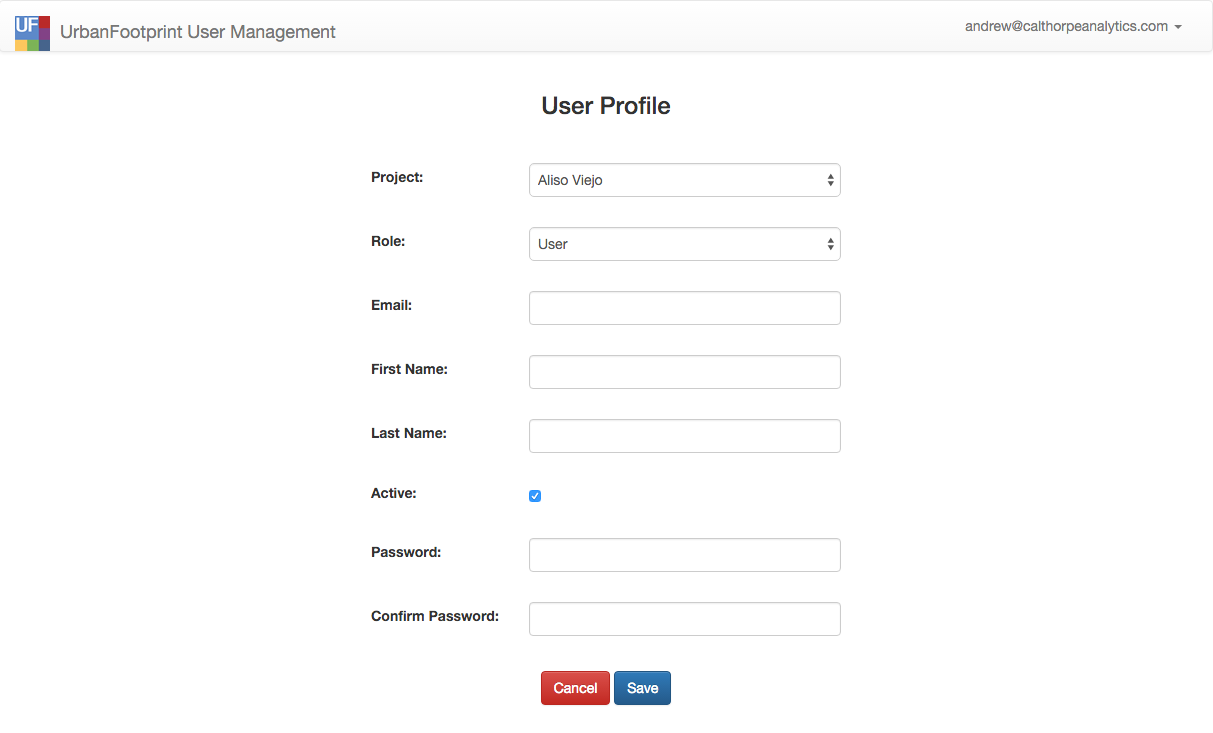 UF
UrbanFootprint User Management
andrew@calthorpeanalytics.com
User Profile
Project:
Aliso Viejo
Role:
User
Email:
First Name:
Last Name:
Active:
Password:
Confirm Password:
Cancel
Save